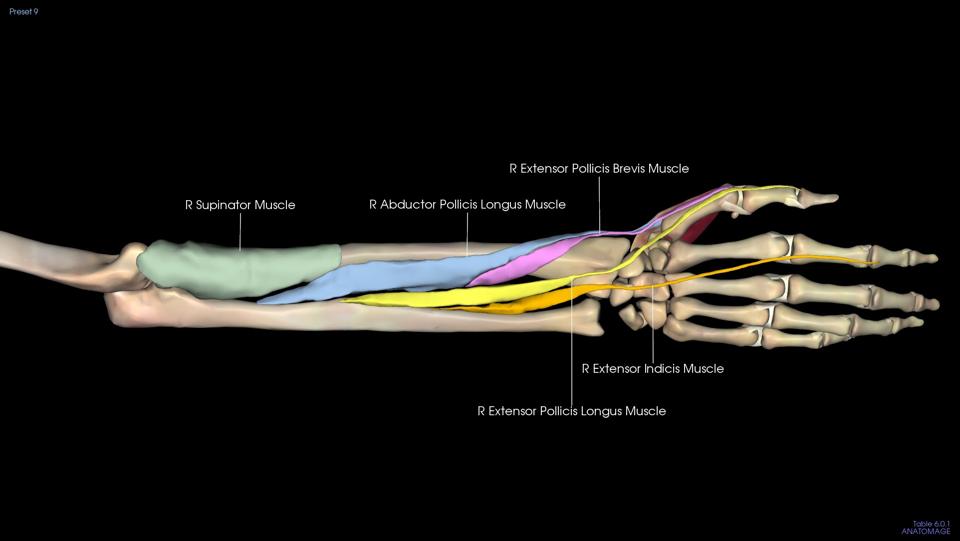 Preset 9
R Extensor Pollicis Brevis Muscle
R Supinator Muscle
R Abductor Pollicis Longus Muscle
R Extensor Indicis Muscle
R Extensor Pollicis Longus Muscle
Table 6.0.1
ANATOMAGE